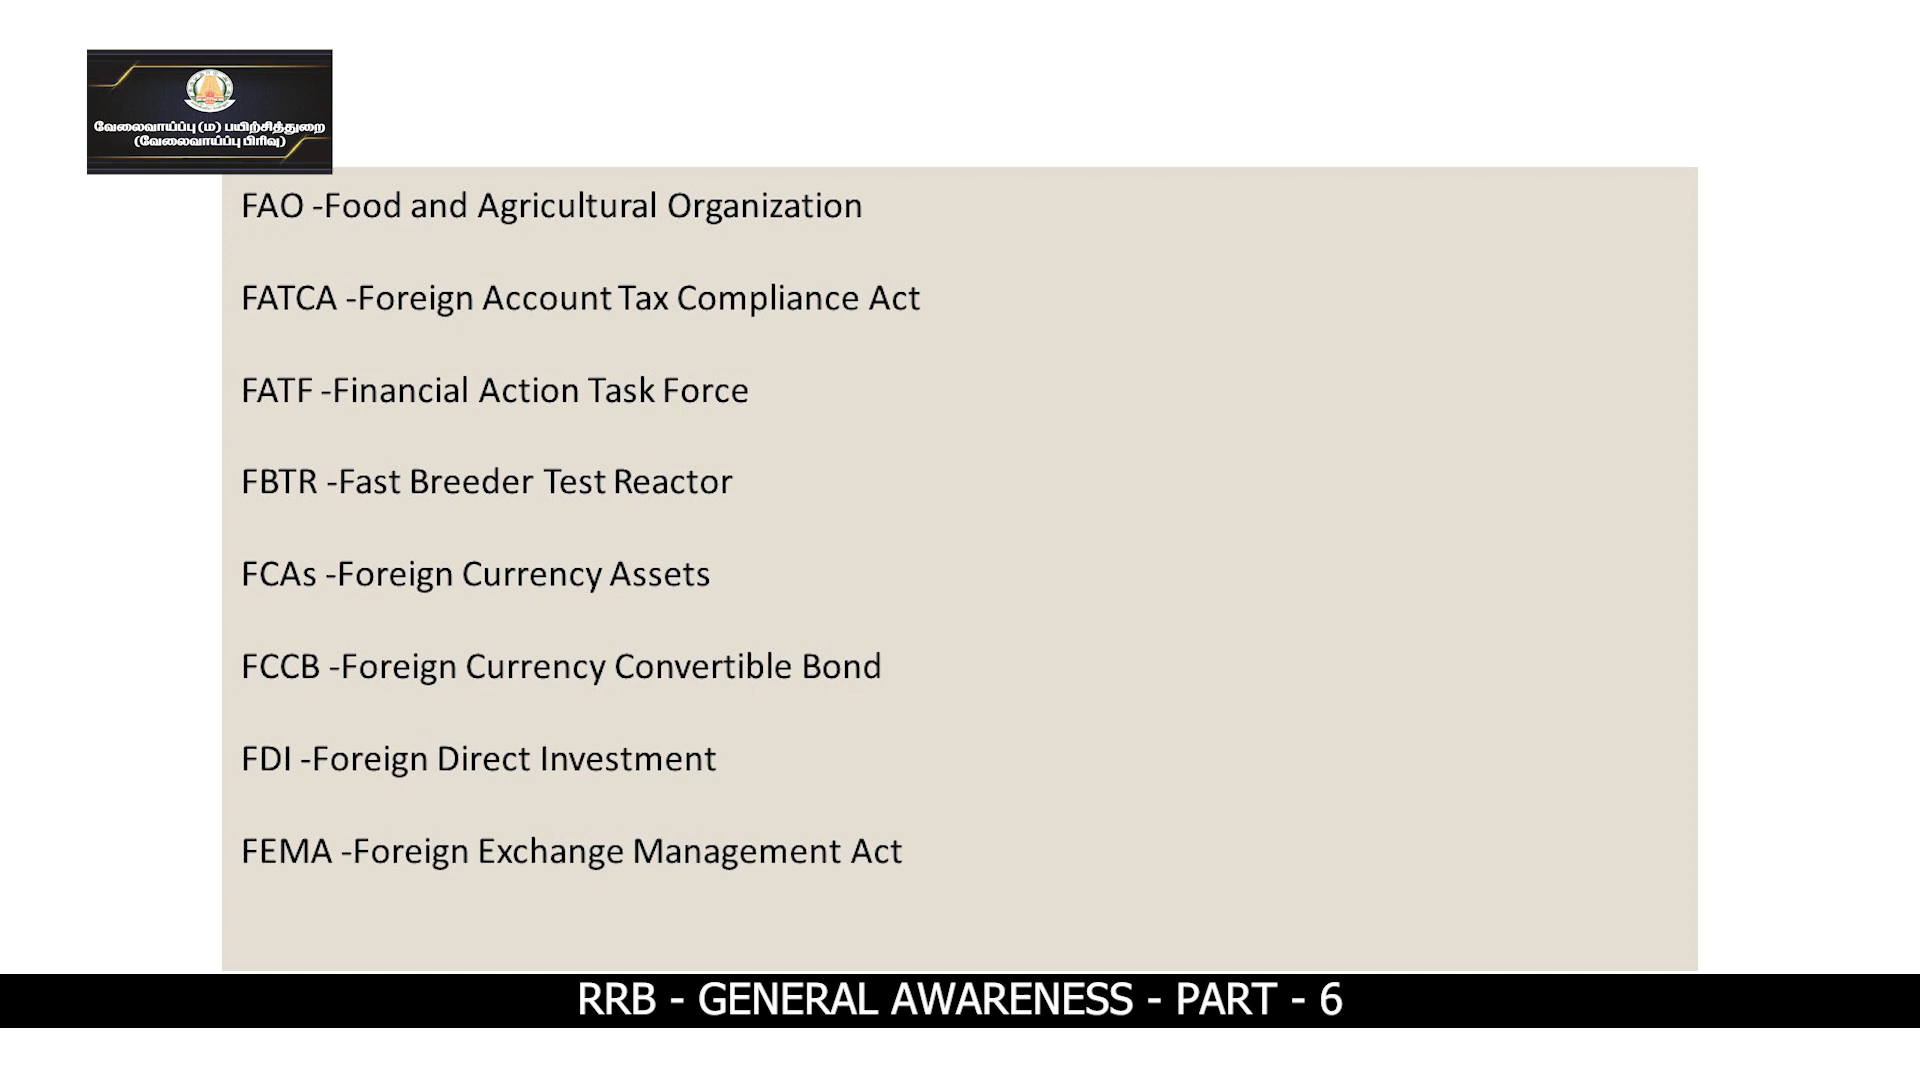 வேலைவாய்ப்பு (ம) பயிற்சித்துறை
(வேலைவாய்ப்பு பிரிவு)
FAO -Food and Agricultural Organization
FATCA -Foreign Account Tax Compliance Act
FATF -Financial Action Task Force
FBTR -Fast Breeder Test Reactor
FCAs -Foreign Currency Assets
FCCB -Foreign Currency Convertible Bond
FDI -Foreign Direct Investment
FEMA -Foreign Exchange Management Act
RRB - GENERAL AWARENESS - PART - 6